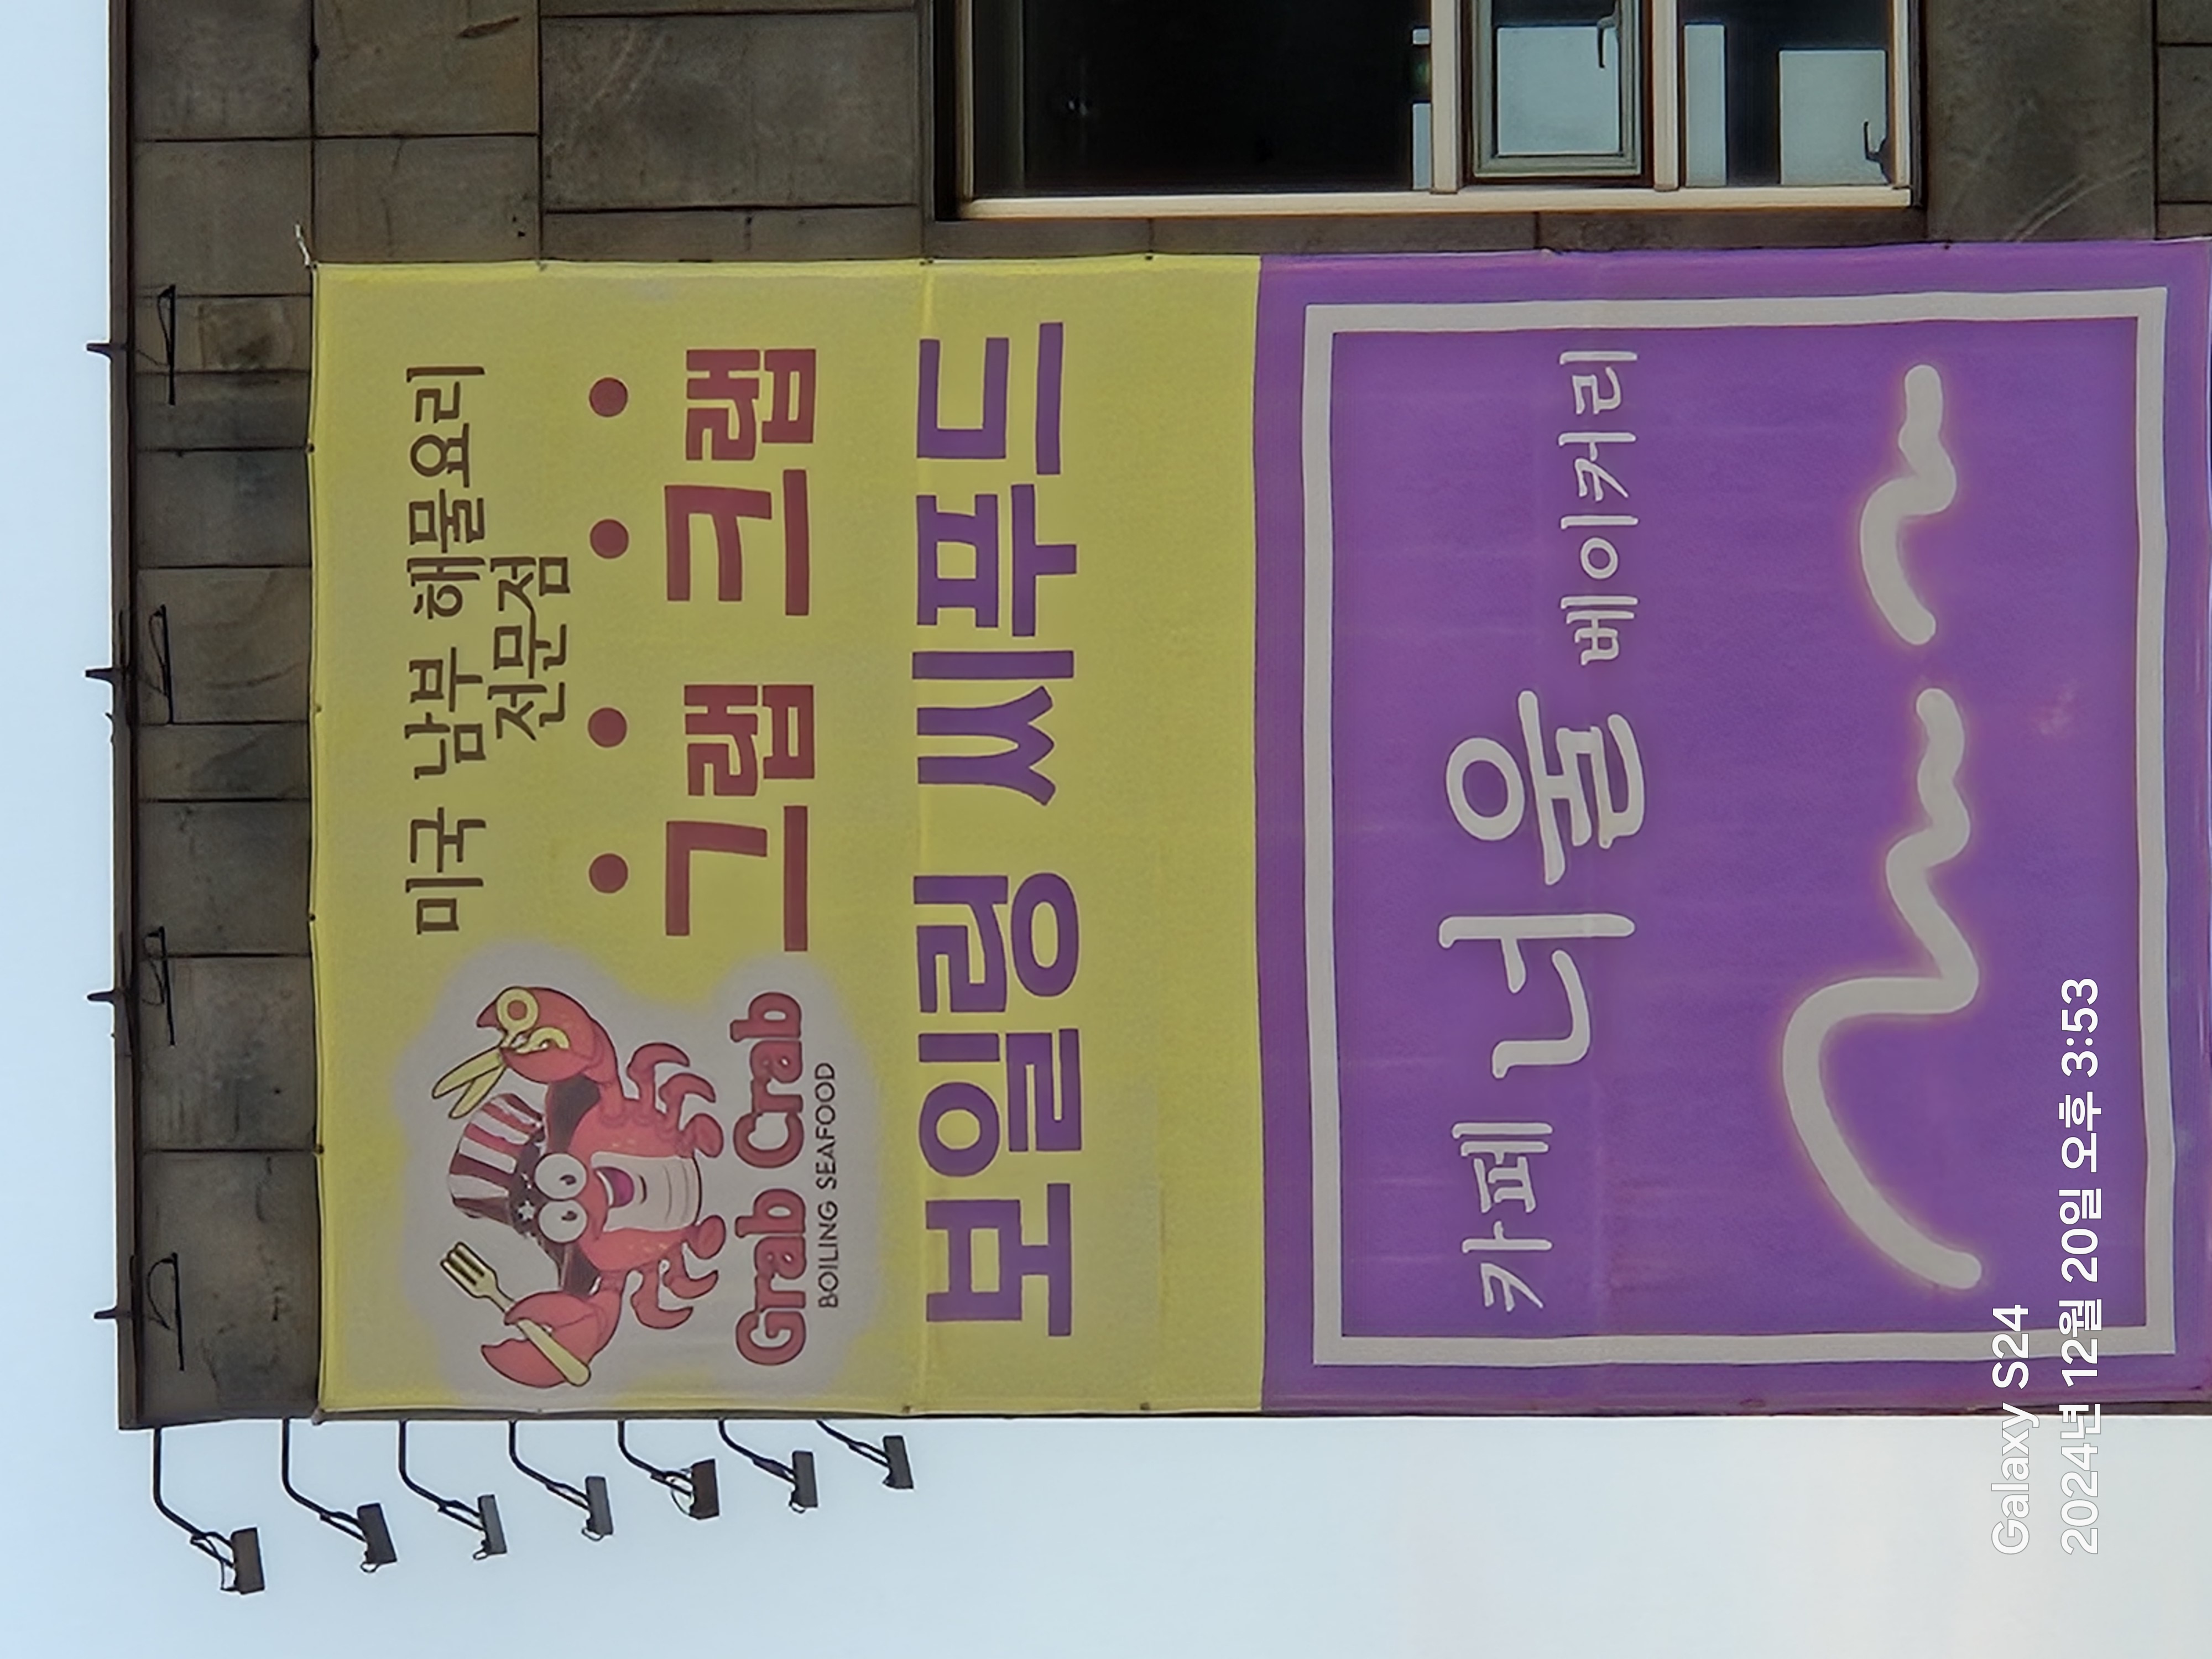 미국 남부 해물요리
전문점
그랩 크랩
Grab Crab
BOILING SEAFOOD
보일링 씨푸드
카페 너울 베이커리
Galaxy S24
2024년 12월 20일 오후 3:53